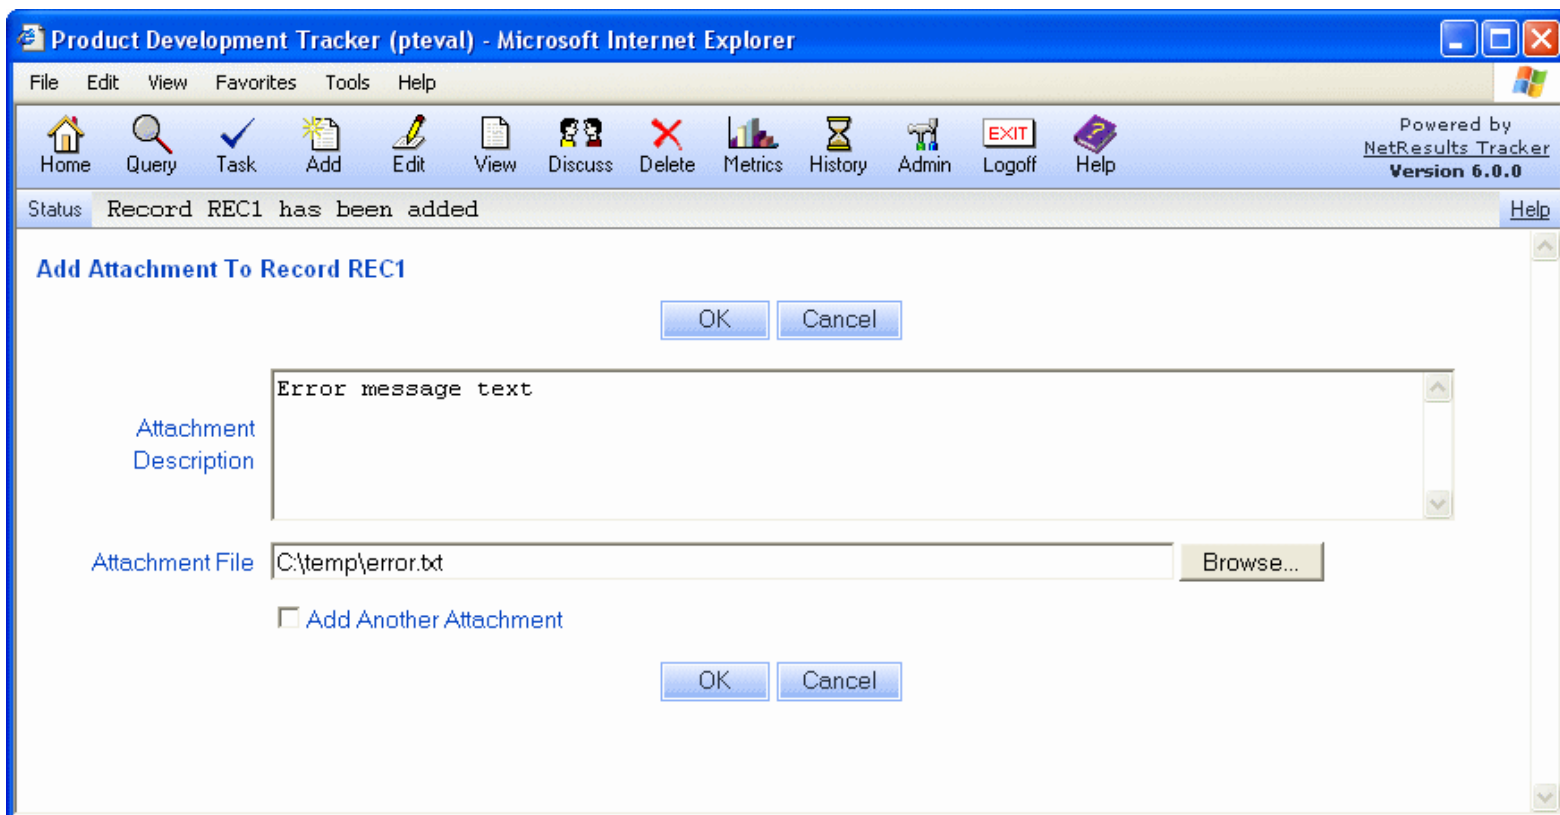 Product Development Tracker (pteval) - Microsoft Internet Explorer
File Edit View Favorites Tools Help
Home Query Task Add Edit View Discuss Delete Metrics History Admin EXIT Logoff ? Help
Powered by
NetResults Tracker
Version 6.0.0
Status Record REC1 has been added Help
Add Attachment To Record REC1
OK Cancel
Error message text
Attachment
Description
Attachment File C:\temp\error.txt Browse...
Add Another Attachment
OK Cancel